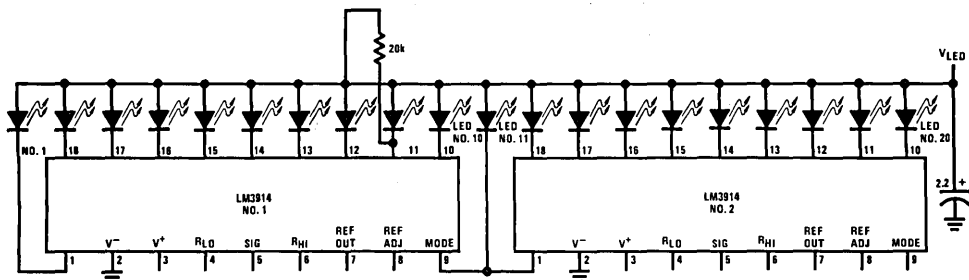 20k
V LED
NO. 1
LED NO. 10
LED NO. 11
LED NO. 20
18 17 16 15 14 13 12 11 10
18 17 16 15 14 13 12 11 10
2.2 +
LM3914
NO. 1
LM3914
NO. 2
V− V+ RLO SIG RHI REF OUT REF ADJ MODE
V− V+ RLO SIG RHI REF OUT REF ADJ MODE
1 2 3 4 5 6 7 8 9
1 2 3 4 5 6 7 8 9